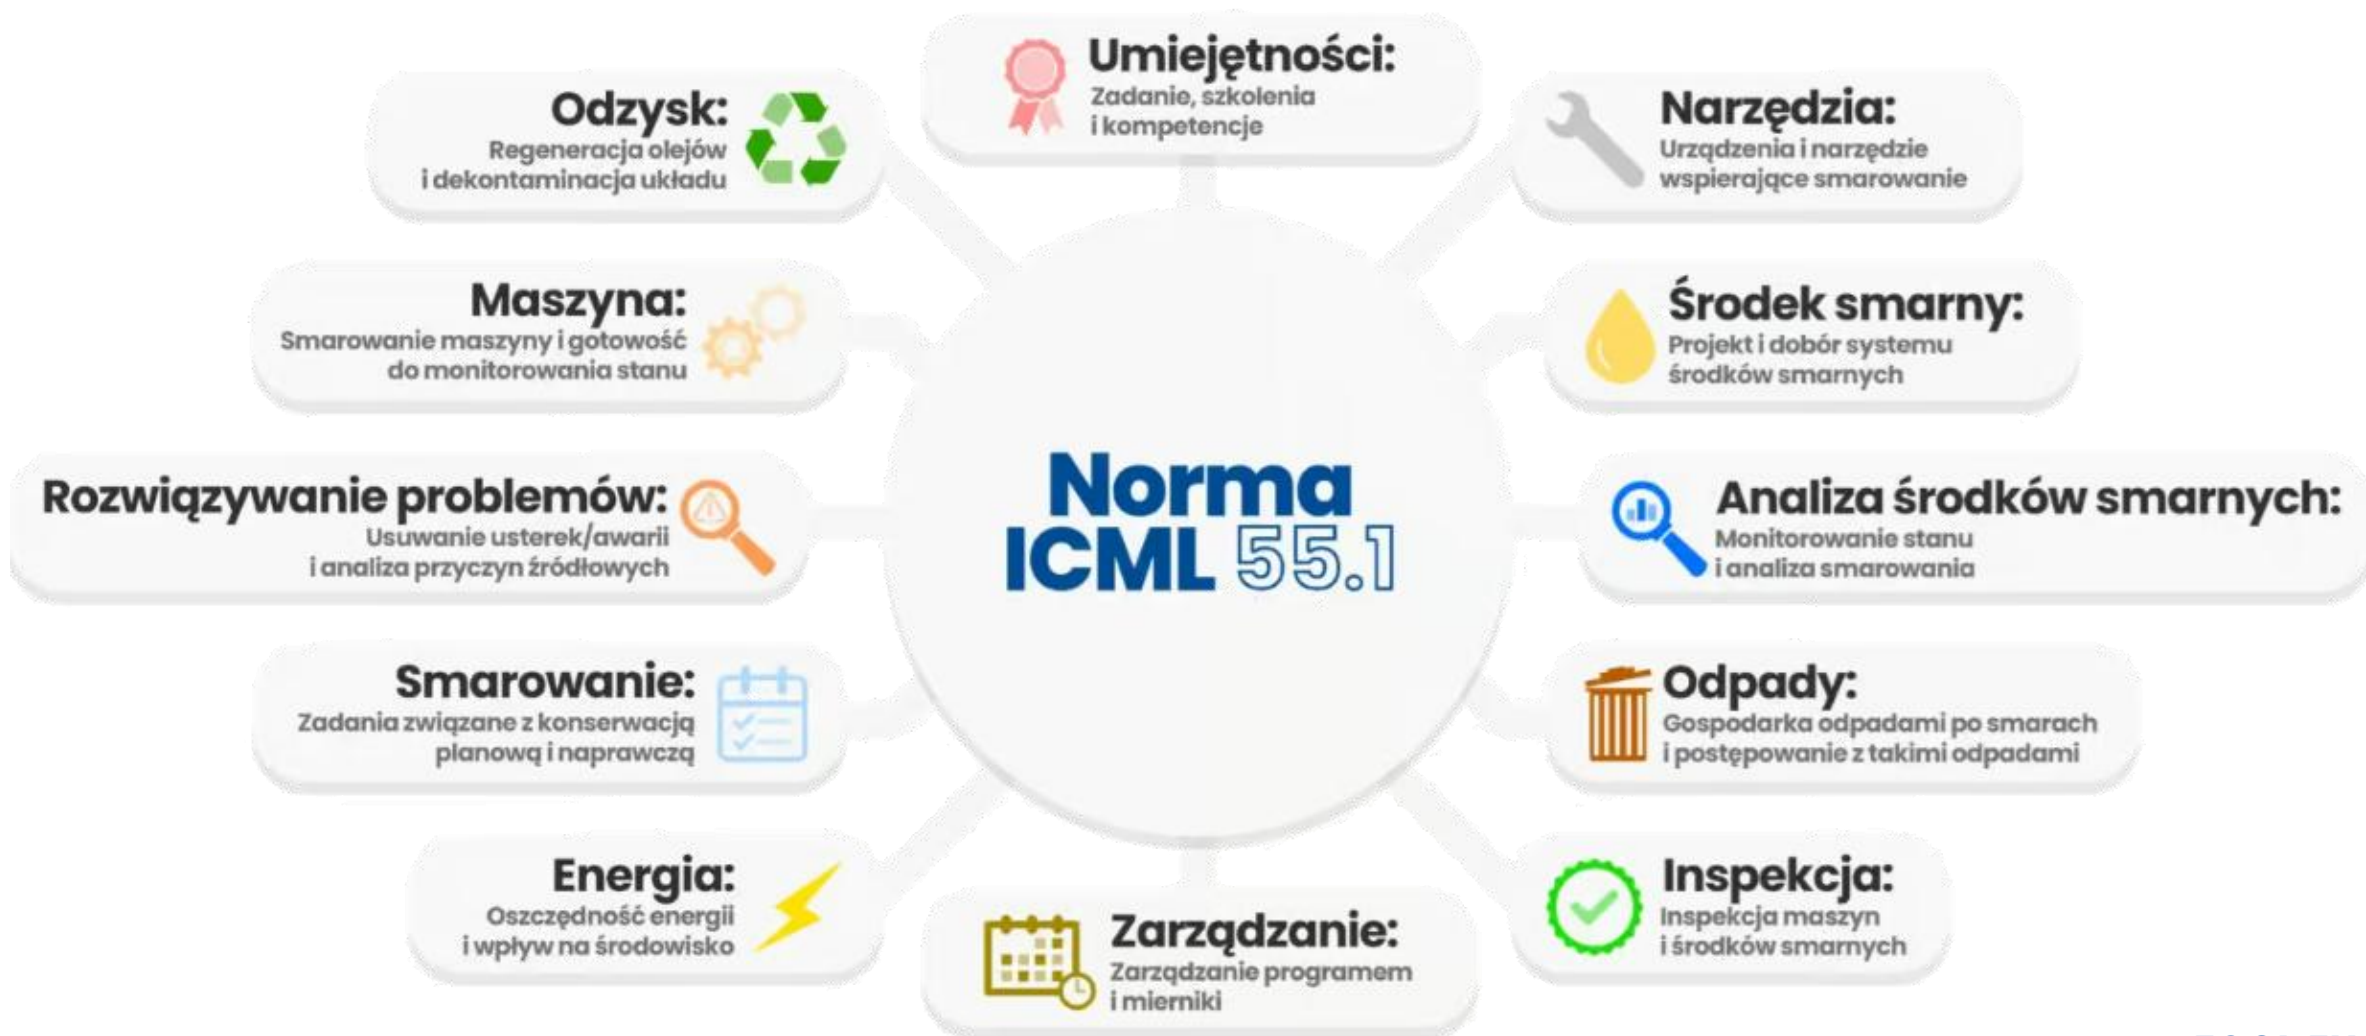 Umiejętności:
Zadanie, szkolenia
i kompetencje
Odzysk:
Regeneracja olejów
i dekontaminacja układu
Narzędzia:
Urządzenia i narzędzie
wspierające smarowanie
Maszyna:
Smarowanie maszyny i gotowość
do monitorowania stanu
Środek smarny:
Projekt i dobór systemu
środków smarnych
Rozwiązywanie problemów:
Usuwanie usterek/awarii
i analiza przyczyn źródłowych
Norma
ICML 55.1
Analiza środków smarnych:
Monitorowanie stanu
i analiza smarowania
Smarowanie:
Zadania związane z konserwacją
planową i naprawczą
Odpady:
Gospodarka odpadami po smarach
i postępowanie z takimi odpadami
Energia:
Oszczędność energii
i wpływ na środowisko
Zarządzanie:
Zarządzanie programem
i mierniki
Inspekcja:
Inspekcja maszyn
i środków smarnych